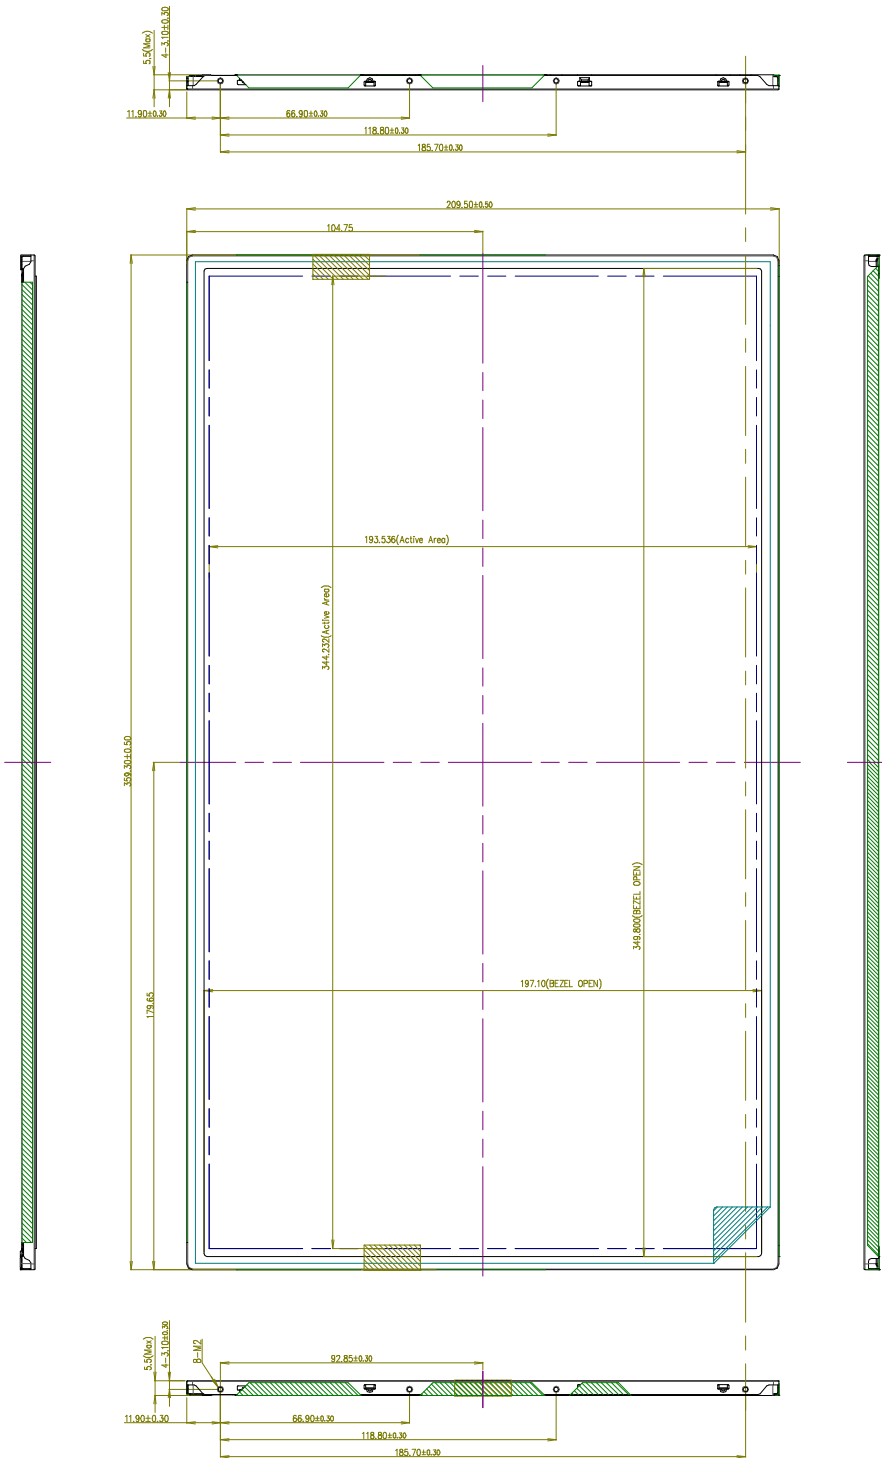 5.5(Max)
4-3.10±0.30
11.90±0.30
66.90±0.30
118.80±0.30
185.70±0.30
209.50±0.50
104.75
193.536(Active Area)
344.232(Active Area)
359.30±0.50
349.800(BEZEL OPEN)
197.10(BEZEL OPEN)
179.65
5.5(Max)
4-3.10±0.30
8-M2
92.85±0.30
11.90±0.30
66.90±0.30
118.80±0.30
185.70±0.30